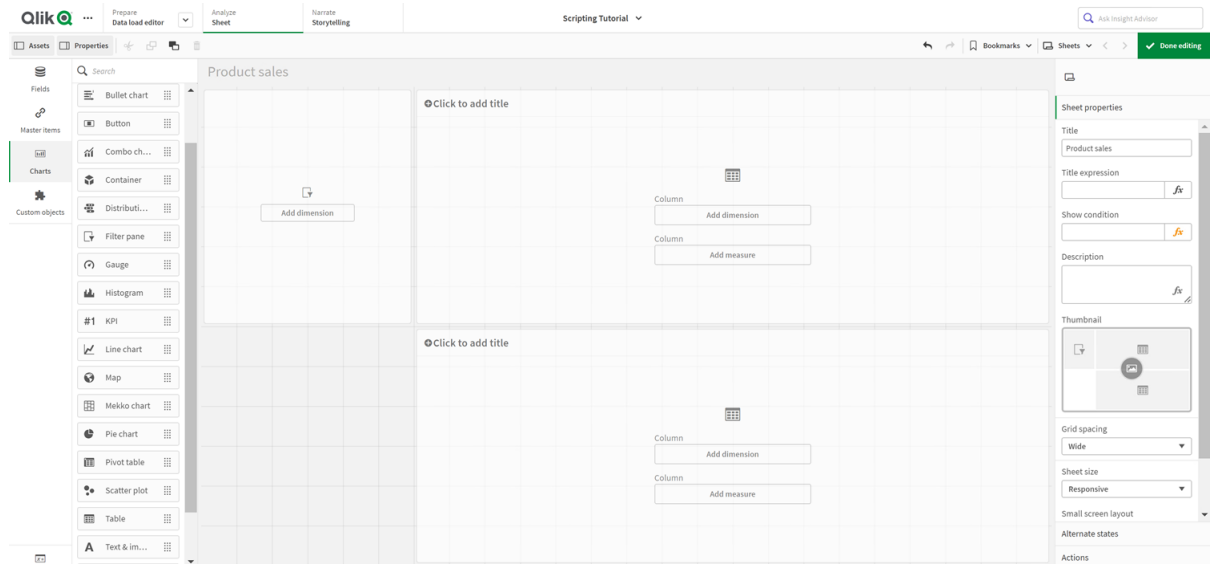 Qlik
Prepare
Data load editor
Analyze
Sheet
Narrate
Storytelling
Scripting Tutorial
Ask Insight Advisor
Assets
Properties
Bookmarks
Sheets
Done editing
Fields
Master items
Charts
Custom objects
Search
Bullet chart
Button
Combo ch...
Container
Distributi...
Filter pane
Gauge
Histogram
#1 KPI
Line chart
Map
Mekko chart
Pie chart
Pivot table
Scatter plot
Table
A Text & im...
Product sales
Add dimension
Click to add title
Column
Add dimension
Column
Add measure
Click to add title
Column
Add dimension
Column
Add measure
Sheet properties
Title
Product sales
Title expression
fx
Show condition
fx
Description
fx
Thumbnail
Grid spacing
Wide
Sheet size
Responsive
Small screen layout
Alternate states
Actions